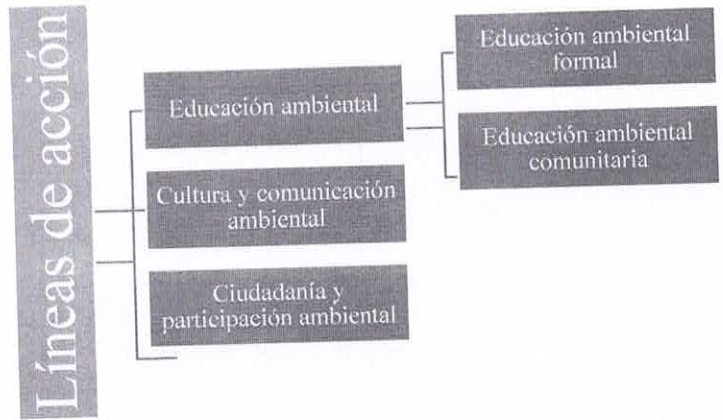 Líneas de acción
Educación ambiental
Cultura y comunicación
ambiental
Ciudadanía y
participación ambiental
Educación ambiental
formal
Educación ambiental
comunitaria